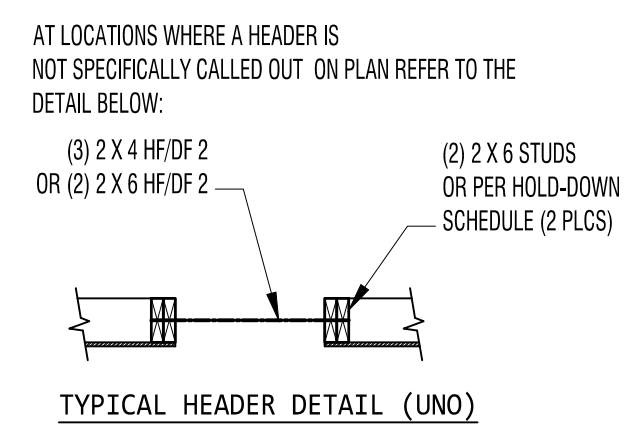 AT LOCATIONS WHERE A HEADER IS
NOT SPECIFICALLY CALLED OUT ON PLAN REFER TO THE
DETAIL BELOW:
(3) 2 X 4 HF/DF 2
OR (2) 2 X 6 HF/DF 2
(2) 2 X 6 STUDS
OR PER HOLD-DOWN
SCHEDULE (2 PLCS)
TYPICAL HEADER DETAIL (UNO)